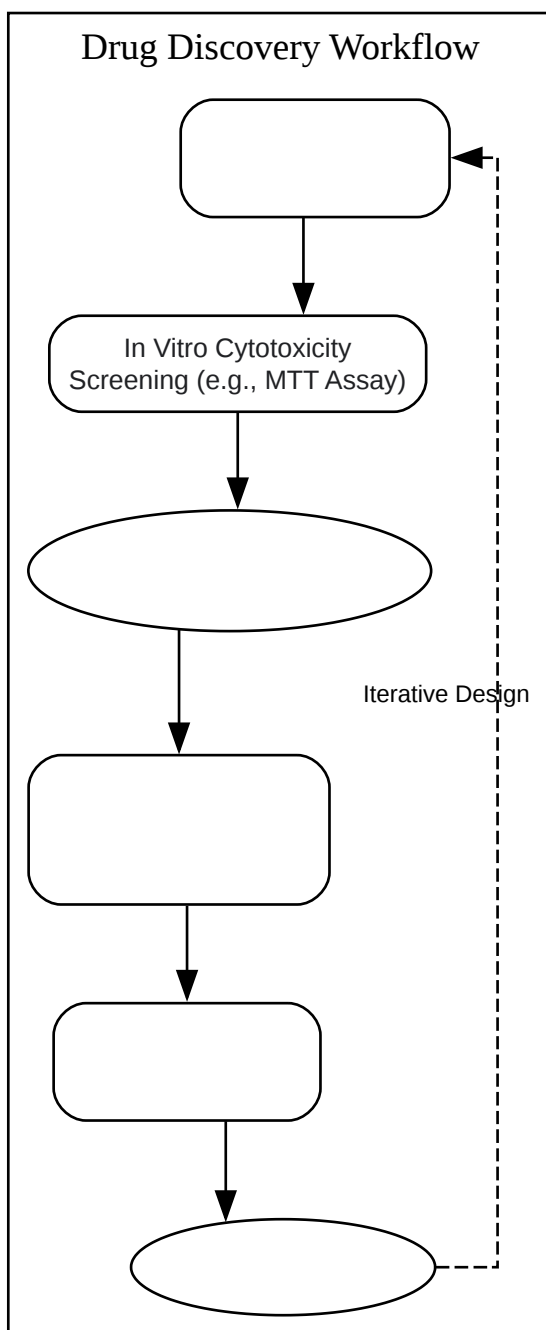 Drug Discovery Workflow
In Vitro Cytotoxicity
Screening (e.g., MTT Assay)
Iterative Design